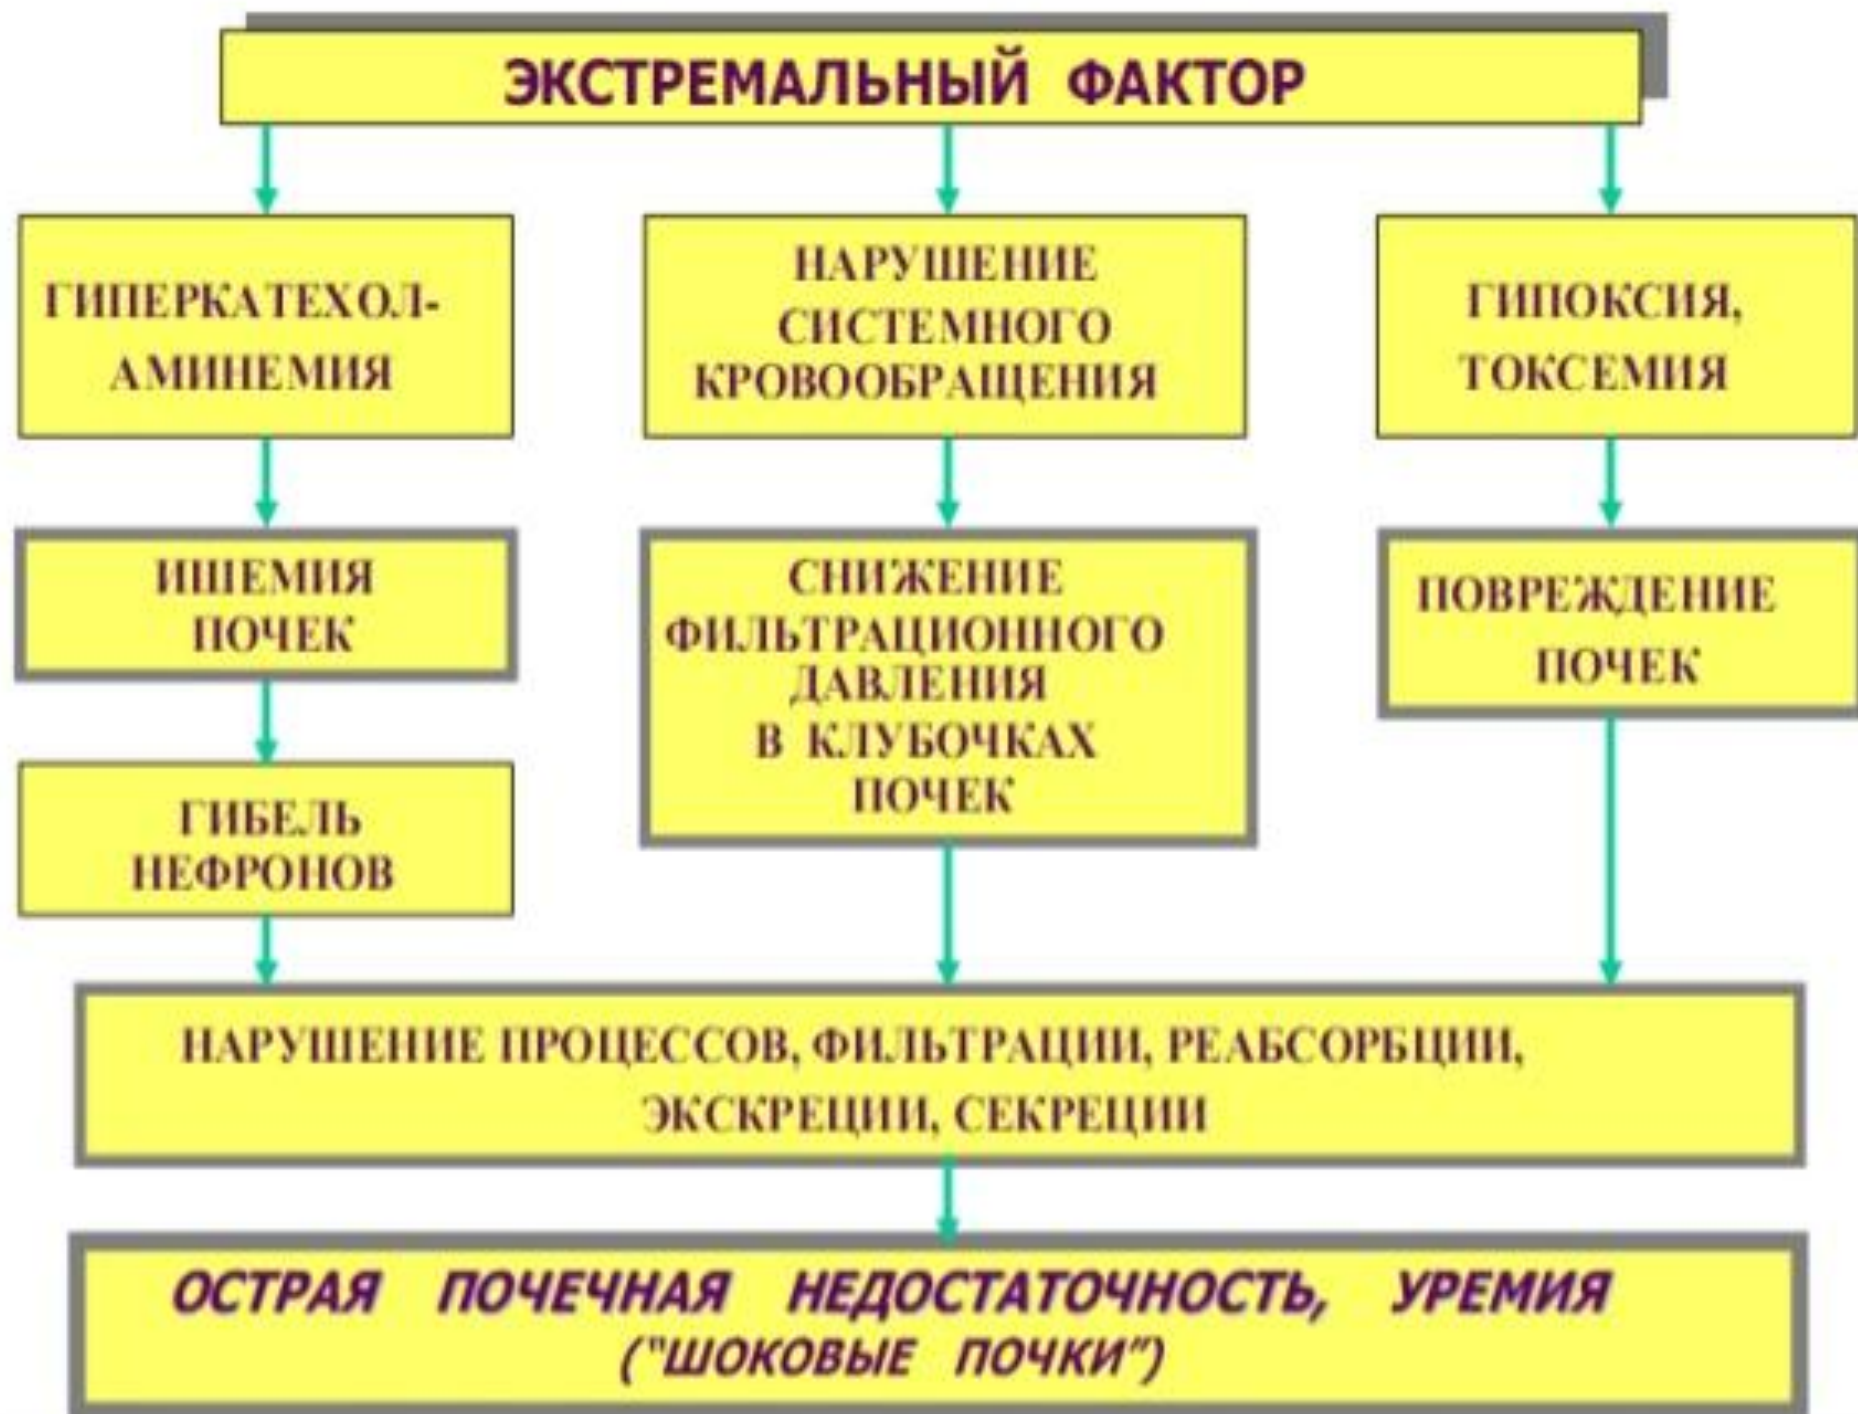 ЭКСТРЕМАЛЬНЫЙ ФАКТОР
ГИПЕРКАТЕХОЛ-
АМИНЕМИЯ
НАРУШЕНИЕ
СИСТЕМНОГО
КРОВООБРАЩЕНИЯ
ГИПОКСИЯ,
ТОКСЕМИЯ
ИШЕМИЯ
ПОЧЕК
СНИЖЕНИЕ
ФИЛЬТРАЦИОННОГО
ДАВЛЕНИЯ
В КЛУБОЧКАХ
ПОЧЕК
ПОВРЕЖДЕНИЕ
ПОЧЕК
ГИБЕЛЬ
НЕФРОНОВ
НАРУШЕНИЕ ПРОЦЕССОВ, ФИЛЬТРАЦИИ, РЕАБСОРБЦИИ,
ЭКСКРЕЦИИ, СЕКРЕЦИИ
ОСТРАЯ ПОЧЕЧНАЯ НЕДОСТАТОЧНОСТЬ, УРЕМИЯ
("ШОКОВЫЕ ПОЧКИ")